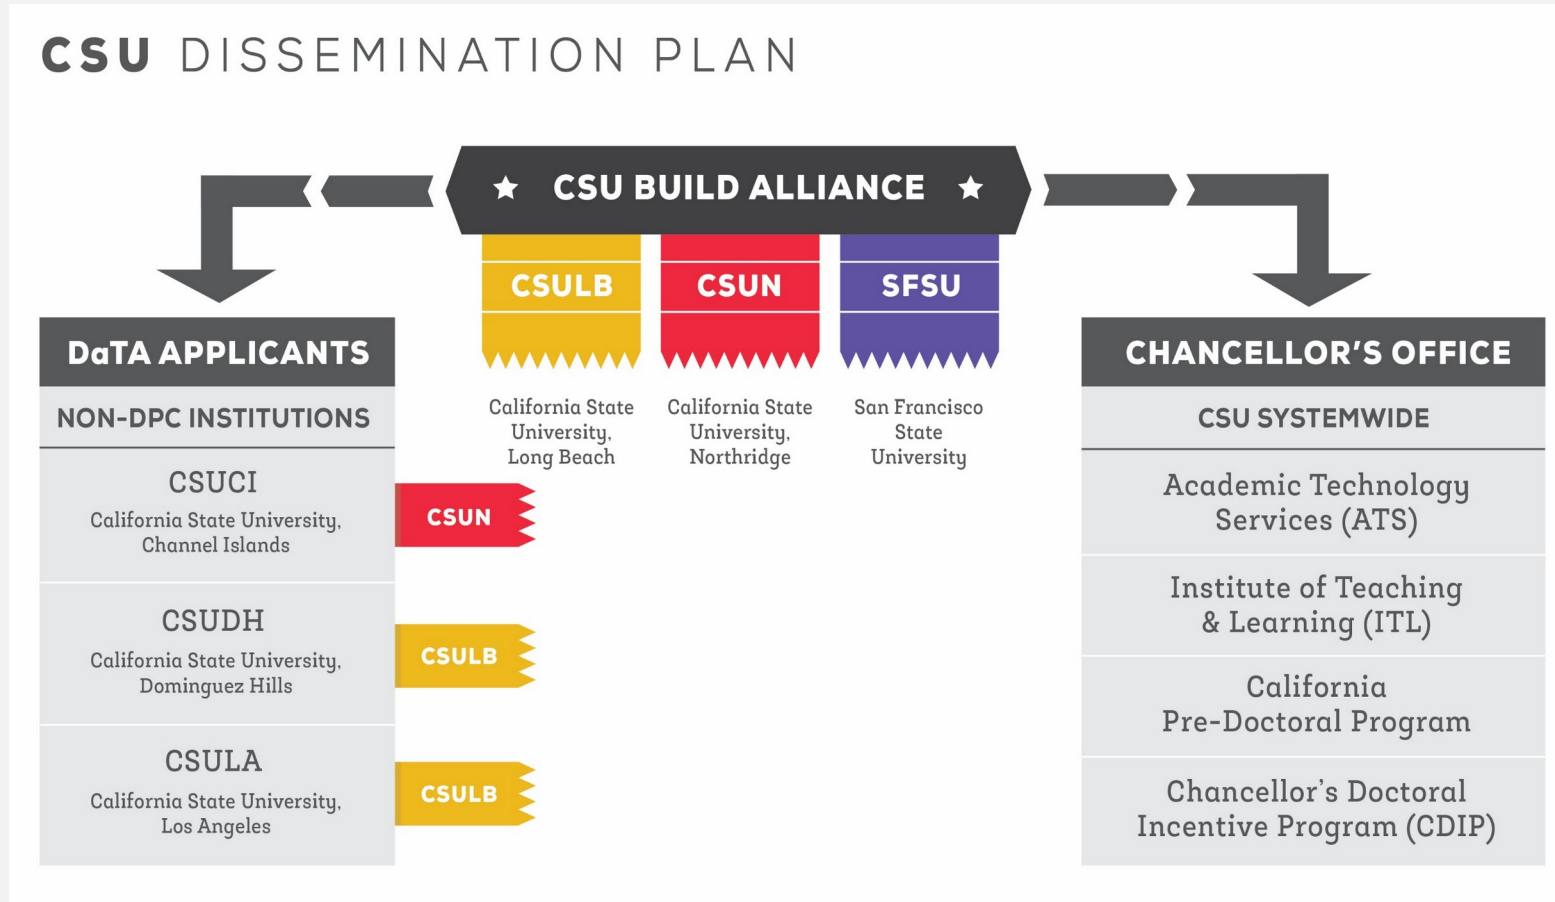 CSU DISSEMINATION PLAN
CSU BUILD ALLIANCE
CSULB
CSUN
SFSU
California State
University,
Long Beach
California State
University,
Northridge
San Francisco
State
University
DaTA APPLICANTS
NON-DPC INSTITUTIONS
CSUCI
California State University,
Channel Islands
CSUN
CSUDH
California State University,
Dominguez Hills
CSULB
CSULA
California State University,
Los Angeles
CSULB
CHANCELLOR'S OFFICE
CSU SYSTEMWIDE
Academic Technology
Services (ATS)
Institute of Teaching
& Learning (ITL)
California
Pre-Doctoral Program
Chancellor's Doctoral
Incentive Program (CDIP)